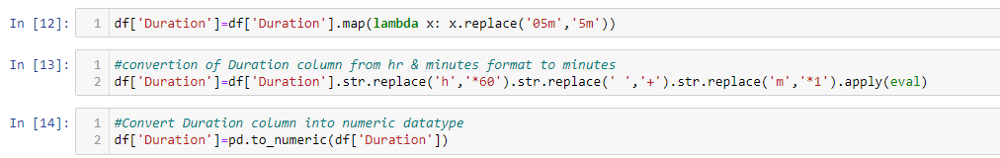 In [12]: 1 df['Duration']=df['Duration'].map(lambda x: x.replace('05m','5m'))
In [13]: 1 #convertion of Duration column from hr & minutes format to minutes
2 df['Duration']=df['Duration'].str.replace('h','*60').str.replace(' ','+').str.replace('m','*1').apply(eval)
In [14]: 1 #Convert Duration column into numeric datatype
2 df['Duration']=pd.to_numeric(df['Duration'])